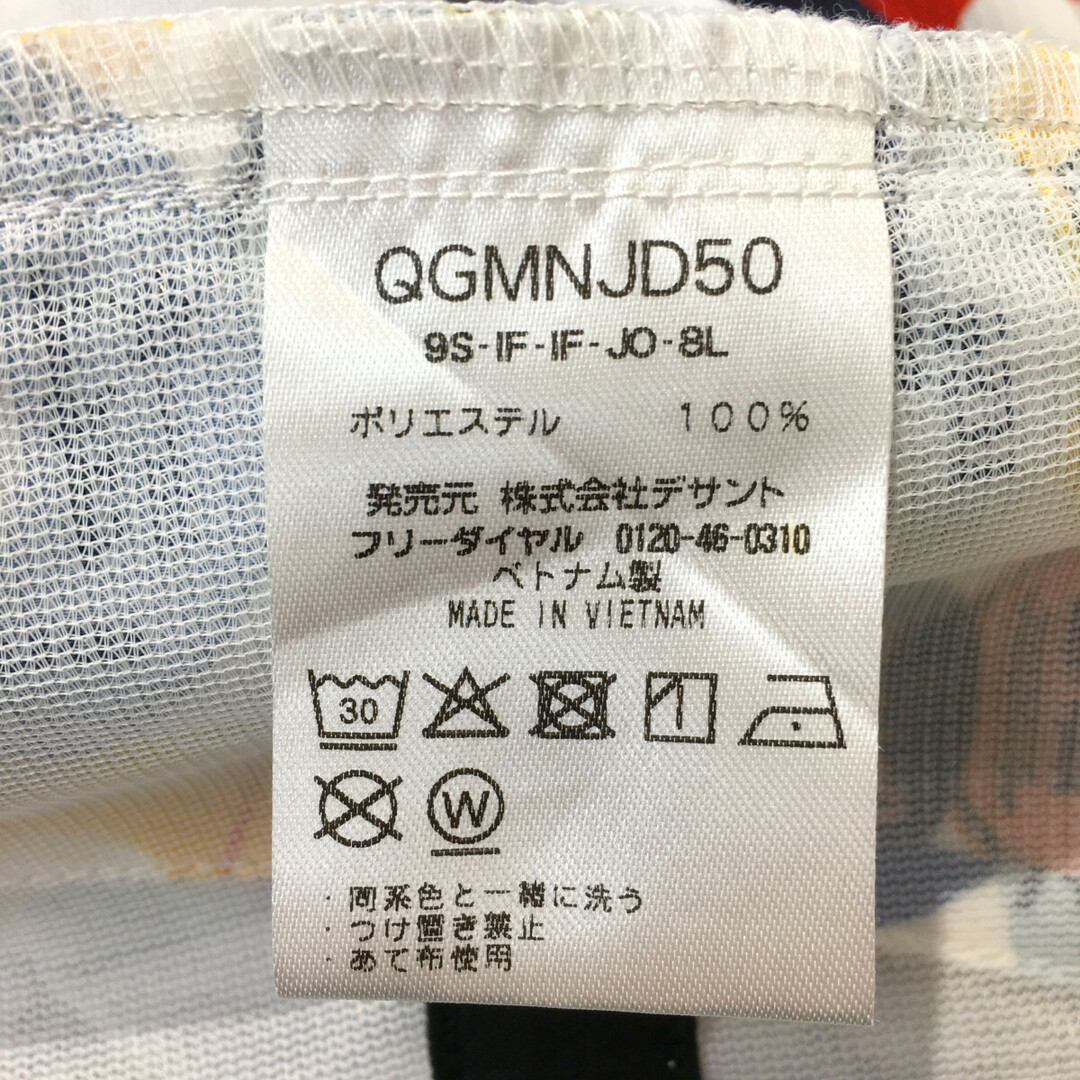 QGMNJD50
9S-IF-IF-JO-8L
ポリエステル 100%
発売元 株式会社デサント
フリーダイヤル 0120-46-0310
ベトナム製
MADE IN VIETNAM
30
W
・同系色と一緒に洗う
・つけ置き禁止
・あて布使用